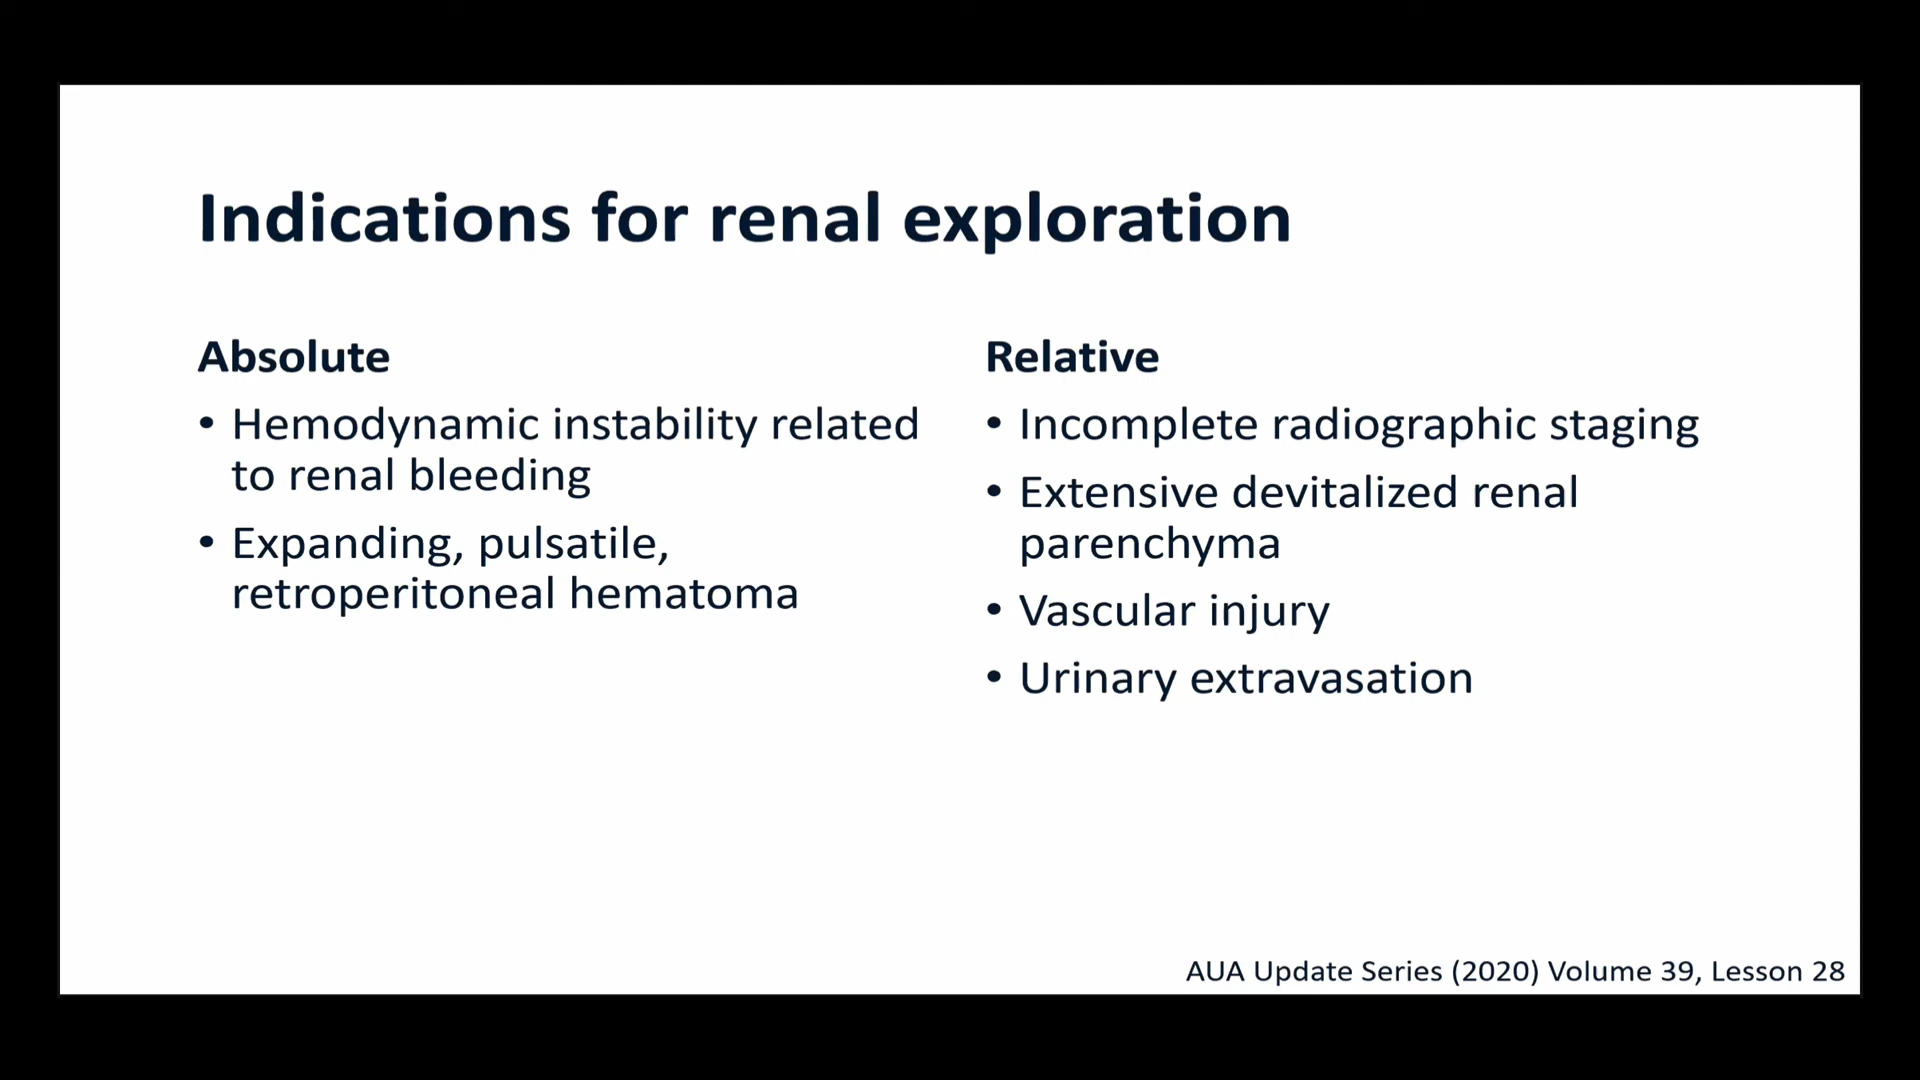 Indications for renal exploration
Absolute
• Hemodynamic instability related
to renal bleeding
• Expanding, pulsatile,
retroperitoneal hematoma
Relative
• Incomplete radiographic staging
• Extensive devitalized renal
parenchyma
• Vascular injury
• Urinary extravasation
AUA Update Series (2020) Volume 39, Lesson 28